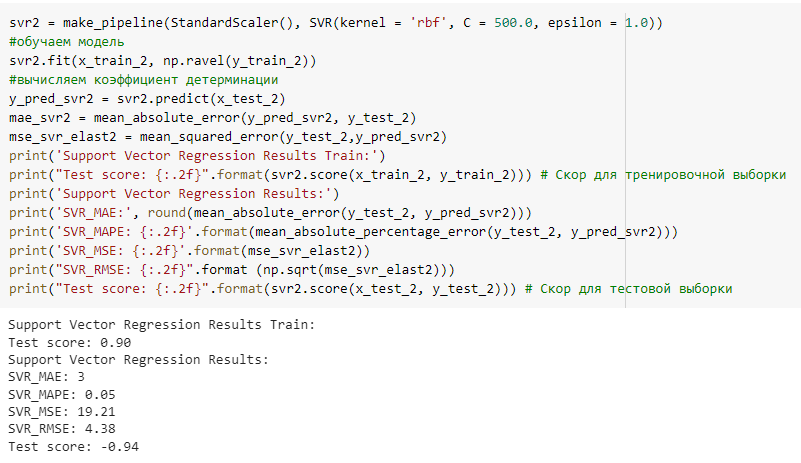 svr2 = make_pipeline(StandardScaler(), SVR(kernel = 'rbf', C = 500.0, epsilon = 1.0))
#обучаем модель
svr2.fit(x_train_2, np.ravel(y_train_2))
#вычисляем коэффициент детерминации
y_pred_svr2 = svr2.predict(x_test_2)
mae_svr2 = mean_absolute_error(y_pred_svr2, y_test_2)
mse_svr_elast2 = mean_squared_error(y_test_2,y_pred_svr2)
print('Support Vector Regression Results Train:')
print("Test score: {:.2f}".format(svr2.score(x_train_2, y_train_2))) # Скор для тренировочной выборки
print('Support Vector Regression Results:')
print('SVR_MAE:', round(mean_absolute_error(y_test_2, y_pred_svr2)))
print('SVR_MAPE: {:.2f}'.format(mean_absolute_percentage_error(y_test_2, y_pred_svr2)))
print('SVR_MSE: {:.2f}'.format(mse_svr_elast2))
print("SVR_RMSE: {:.2f}".format (np.sqrt(mse_svr_elast2)))
print("Test score: {:.2f}".format(svr2.score(x_test_2, y_test_2))) # Скор для тестовой выборки
Support Vector Regression Results Train:
Test score: 0.90
Support Vector Regression Results:
SVR_MAE: 3
SVR_MAPE: 0.05
SVR_MSE: 19.21
SVR_RMSE: 4.38
Test score: -0.94